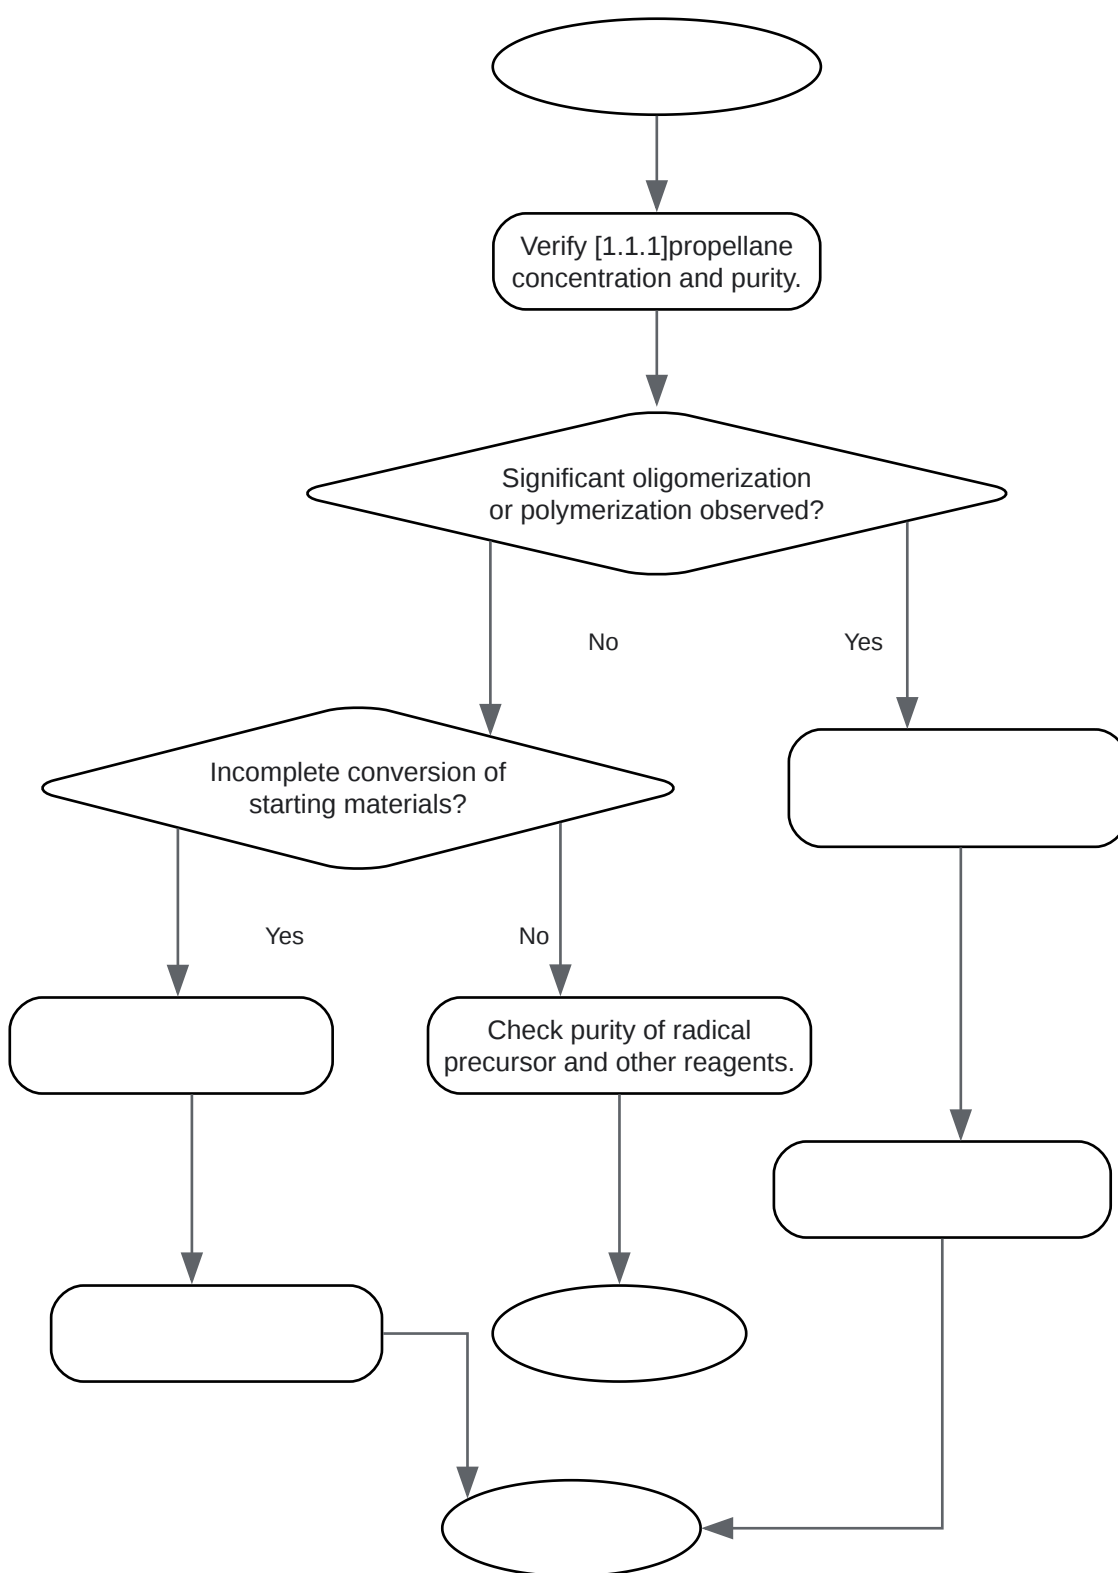 Verify [1.1.1]propellane
concentration and purity.
Significant oligomerization
or polymerization observed?
No
Yes
Incomplete conversion of
starting materials?
Yes
No
Check purity of radical
precursor and other reagents.